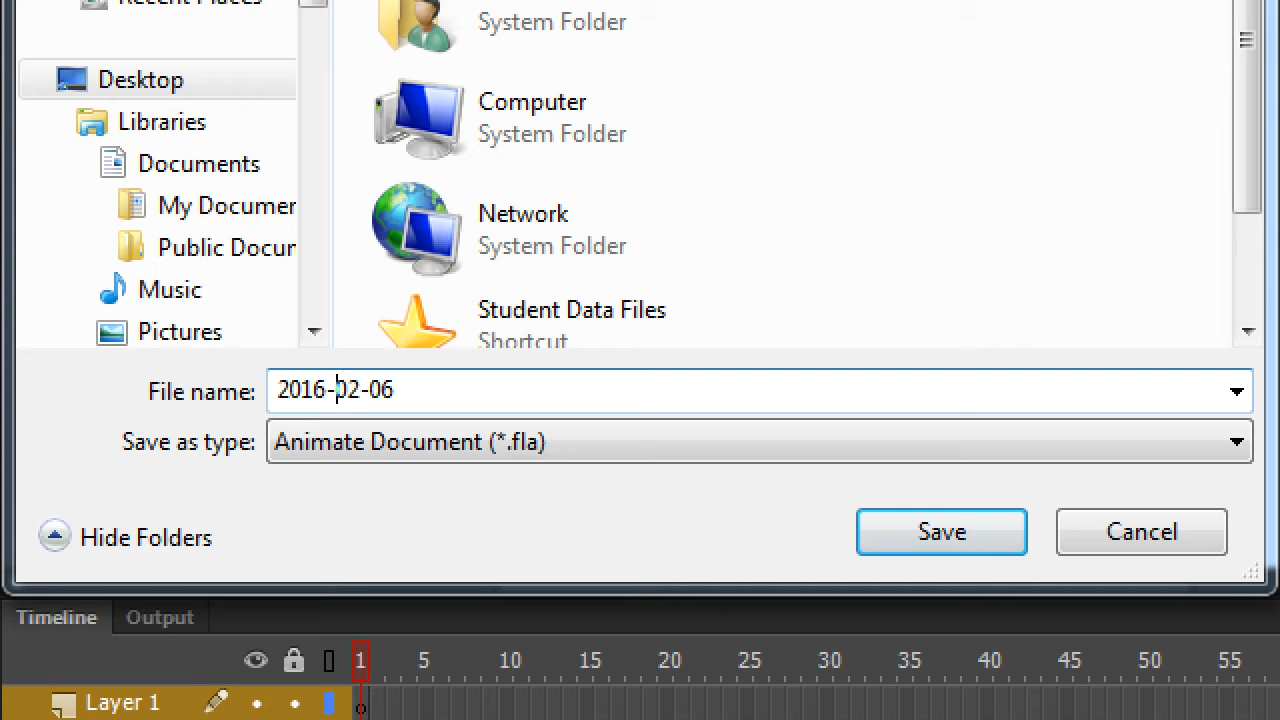 Recent Places
System Folder
Desktop
Computer
System Folder
Libraries
Documents
My Documen
Network
System Folder
Public Docur
Music
Student Data Files
Shortcut
Pictures
File name: 2016-02-06
Save as type: Animate Document (*.fla)
Hide Folders
Save Cancel
Timeline Output
1 5 10 15 20 25 30 35 40 45 50 55
Layer 1